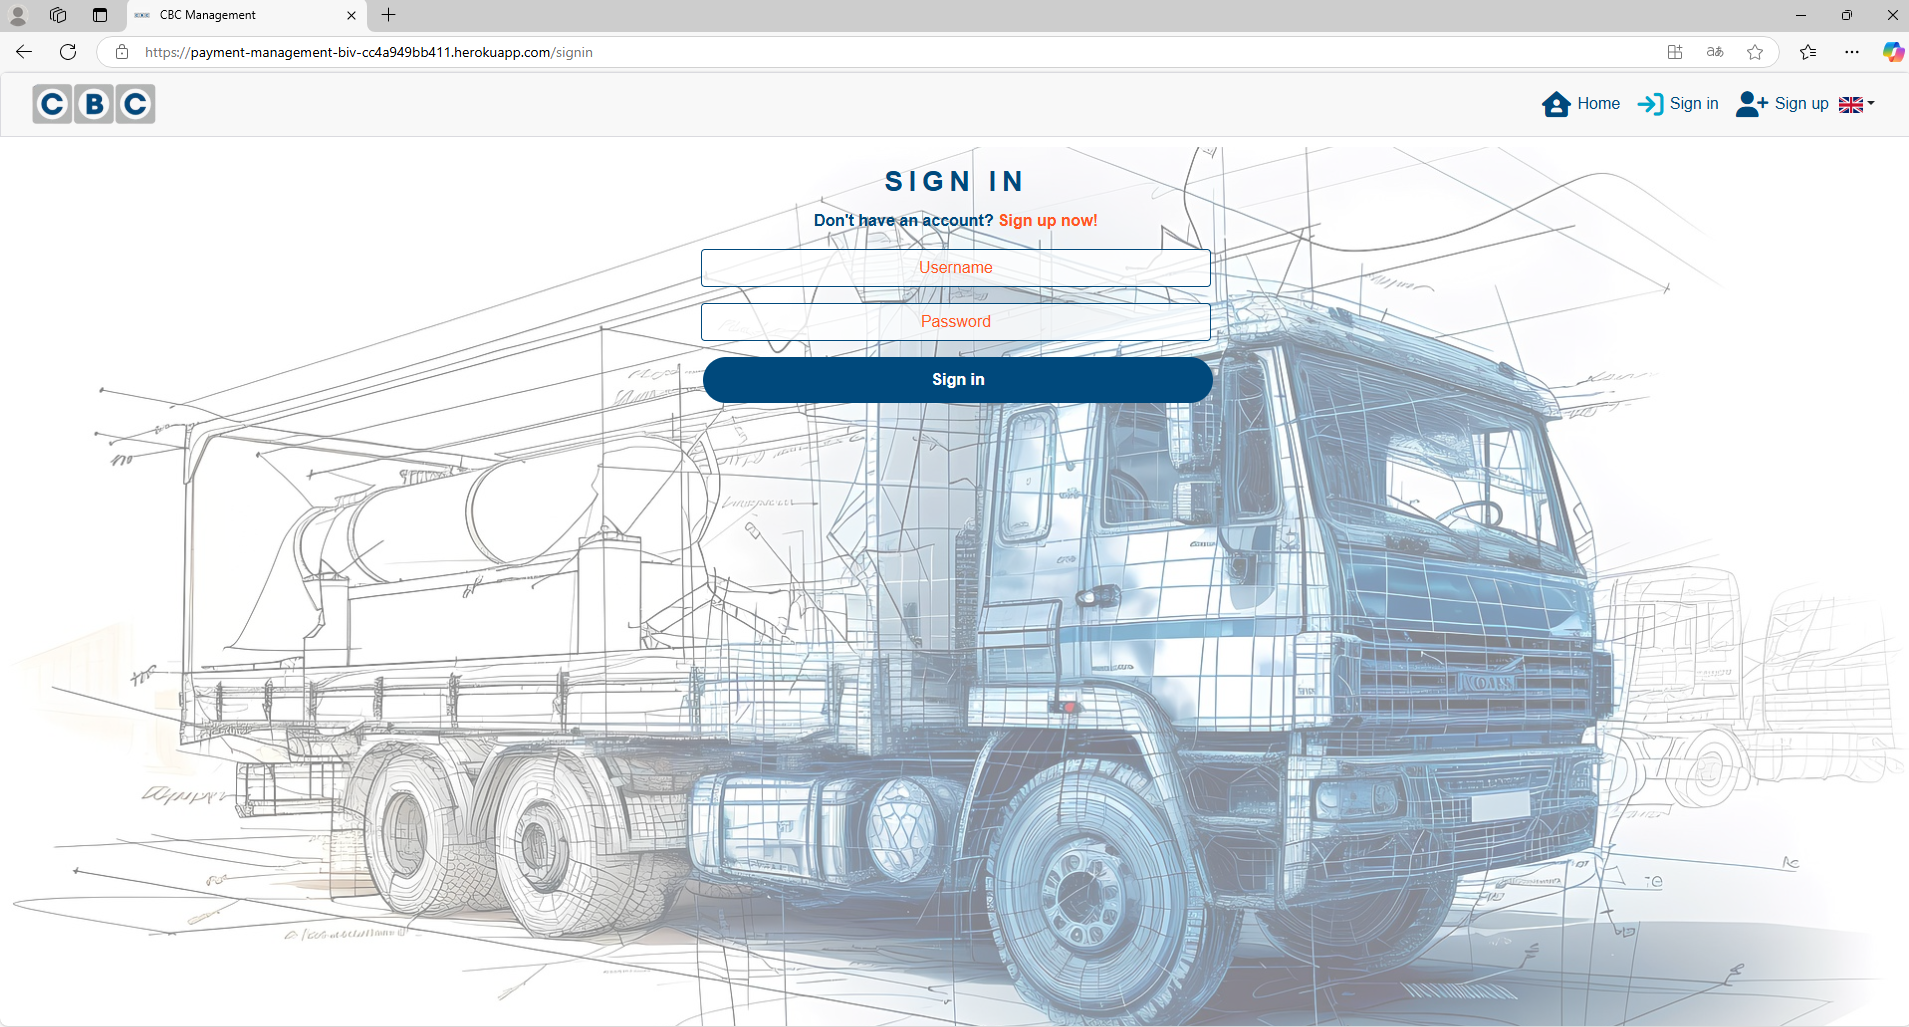 CBC Management
https://payment-management-biv-cc4a949bb411.herokuapp.com/signin
CBC
Home
Sign in
Sign up
SIGN IN
Don't have an account? Sign up now!
Username
Password
Sign in